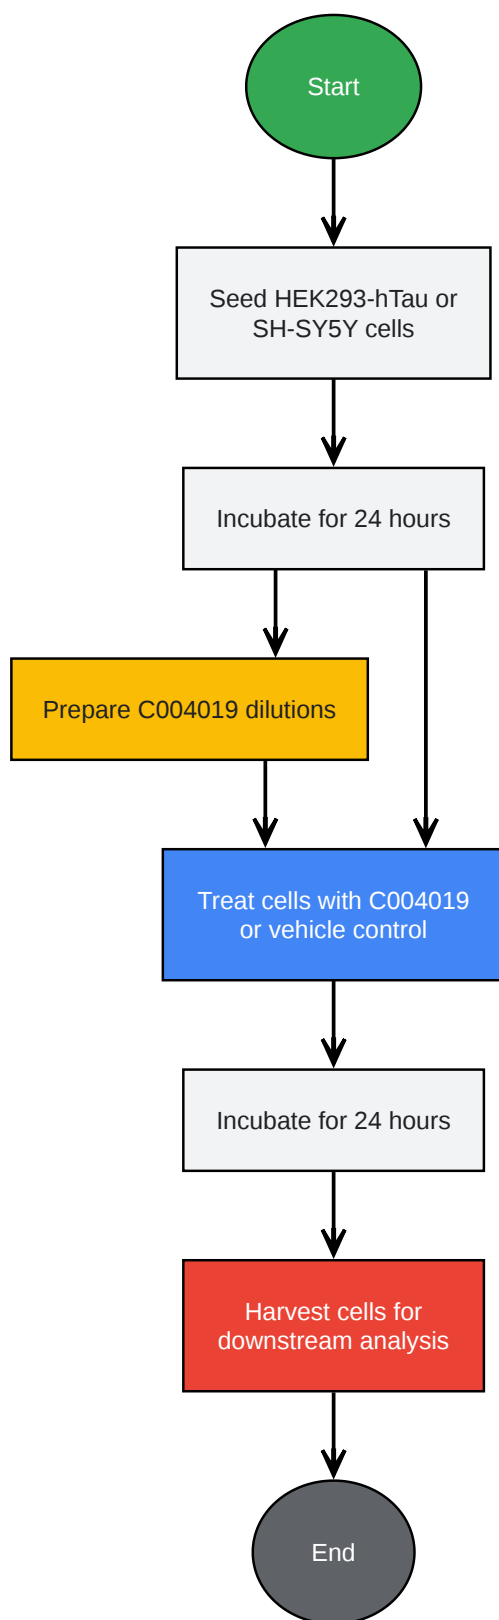 Start
Seed HEK293-hTau or
SH-SY5Y cells
Incubate for 24 hours
Prepare C004019 dilutions
Treat cells with C004019
or vehicle control
Incubate for 24 hours
Harvest cells for
downstream analysis
End